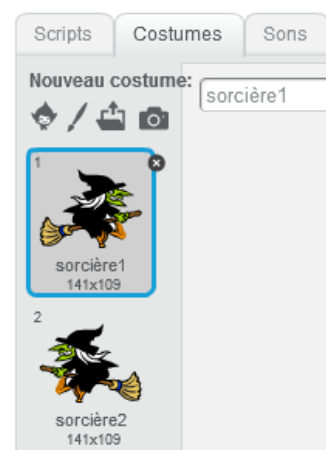 Scripts Costumes Sons
Nouveau costume:
sorcière1
1
sorcière1
141x109
2
sorcière2
141x109